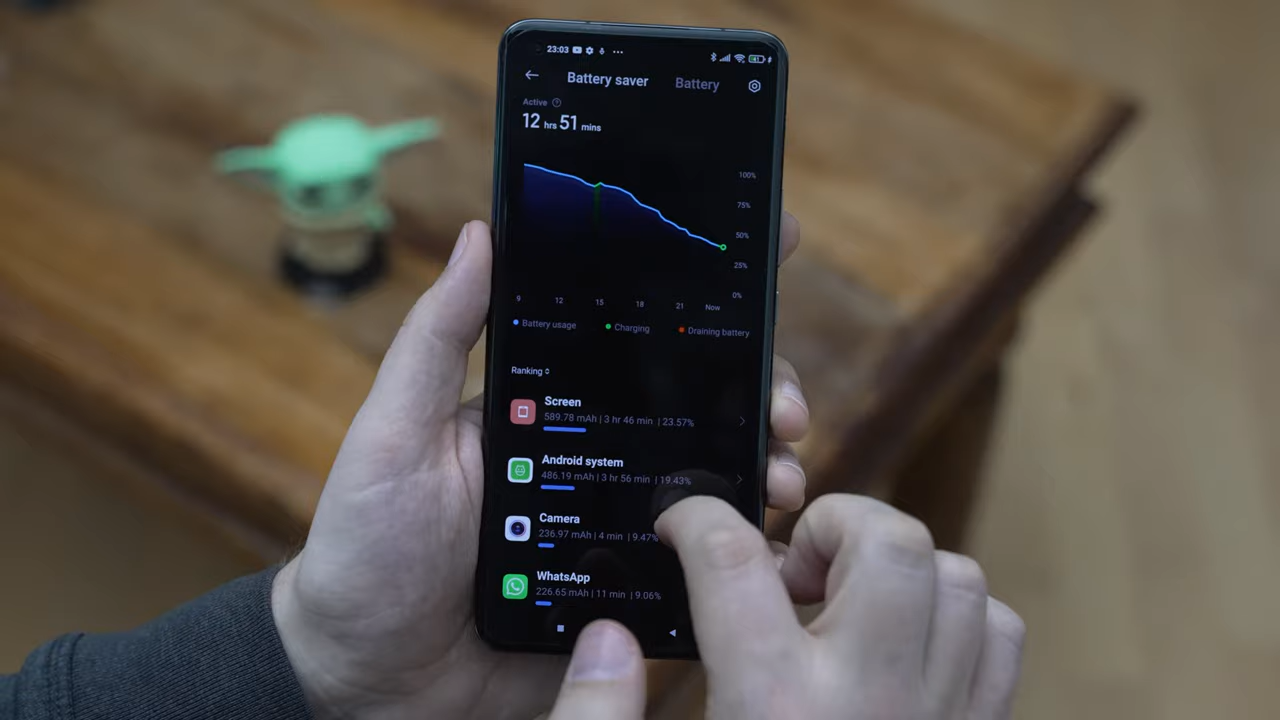 23:03
Battery saver Battery
Active
12 hrs 51 mins
100%
75%
50%
25%
0%
9 12 15 18 21 Now
Battery usage Charging Draining battery
Ranking
Screen
589.78 mAh | 3 hr 46 min | 23.57%
Android system
486.19 mAh | 3 hr 56 min | 19.43%
Camera
236.97 mAh | 4 min | 9.47%
WhatsApp
226.65 mAh | 11 min | 9.06%